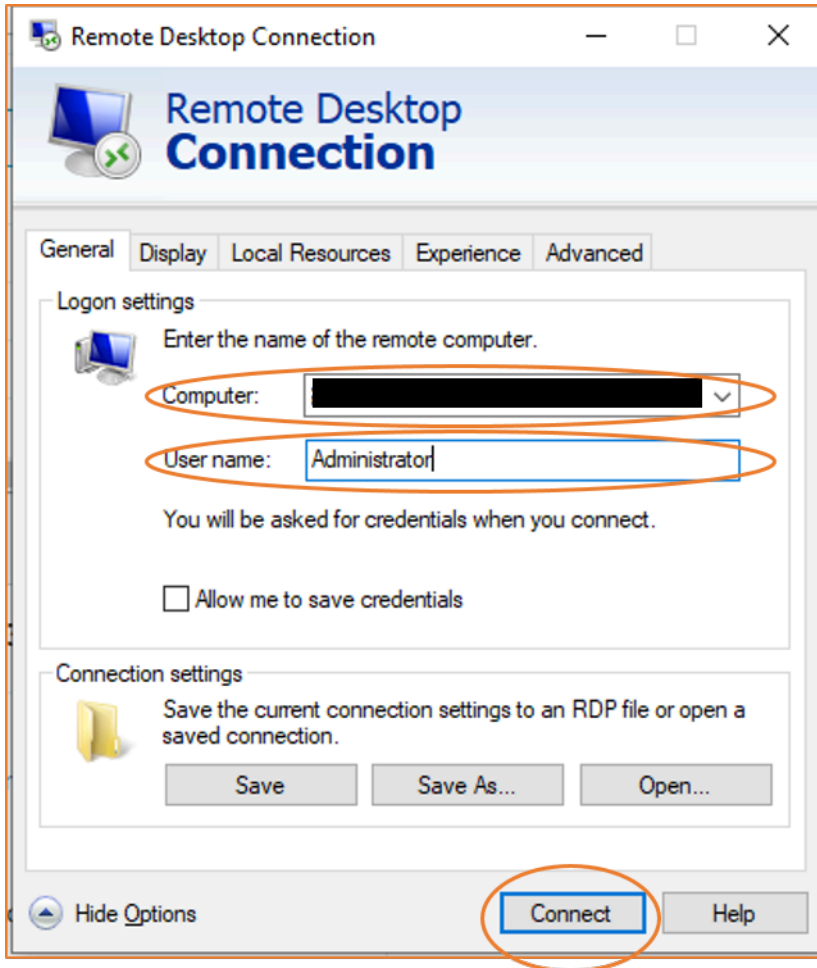 Remote Desktop Connection
Remote Desktop
Connection
General Display Local Resources Experience Advanced
Logon settings
Enter the name of the remote computer.
Computer:
User name: Administrator
You will be asked for credentials when you connect.
Allow me to save credentials
Connection settings
Save the current connection settings to an RDP file or open a
saved connection.
Save Save As... Open...
Hide Options Connect Help